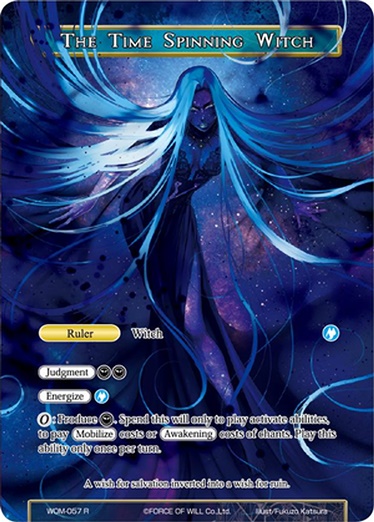 The Time Spinning Witch
Ruler Witch
Judgment
Energize
: Produce . Spend this will only to play activate abilities,
to pay Mobilize costs or Awakening costs of chants. Play this
ability only once per turn.
A wish for salvation inverted into a wish for ruin.
WOM-057 R ©FORCE OF WILL Co.,Ltd. Illust/Fukuzo Katsura